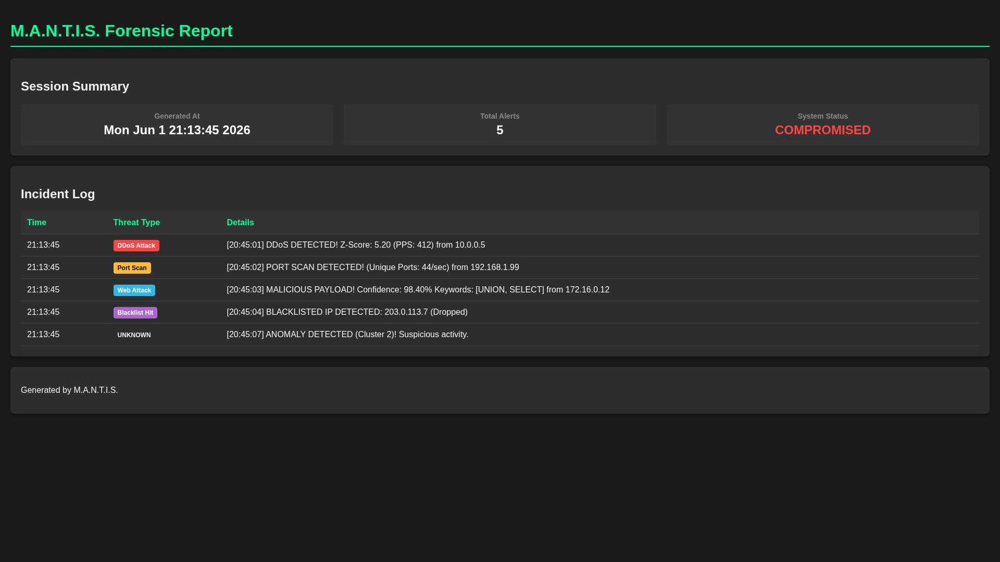 M.A.N.T.I.S. Forensic Report
Session Summary
Generated At
Mon Jun 1 21:13:45 2026
Total Alerts
5
System Status
COMPROMISED
Incident Log
Time Threat Type Details
21:13:45 DDoS Attack [20:45:01] DDoS DETECTED! Z-Score: 5.20 (PPS: 412) from 10.0.0.5
21:13:45 Port Scan [20:45:02] PORT SCAN DETECTED! (Unique Ports: 44/sec) from 192.168.1.99
21:13:45 Web Attack [20:45:03] MALICIOUS PAYLOAD! Confidence: 98.40% Keywords: [UNION, SELECT] from 172.16.0.12
21:13:45 Blacklist Hit [20:45:04] BLACKLISTED IP DETECTED: 203.0.113.7 (Dropped)
21:13:45 UNKNOWN [20:45:07] ANOMALY DETECTED (Cluster 2)! Suspicious activity.
Generated by M.A.N.T.I.S.